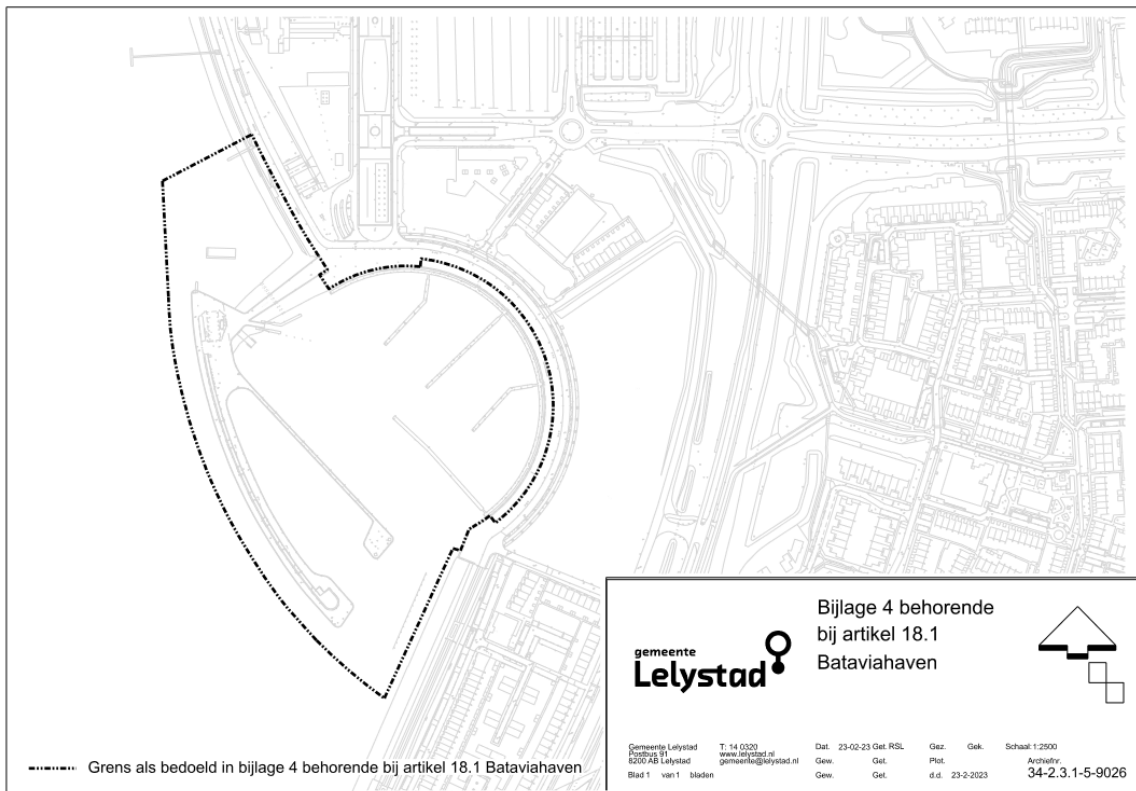 Grens als bedoeld in bijlage 4 behorende bij artikel 18.1 Bataviahaven
gemeente
Lelystad
Bijlage 4 behorende
bij artikel 18.1
Bataviahaven
Gemeente Lelystad T: 14 0320 Dat. 23-02-23 Get. RSL Gez. Gek. Schaal: 1:2500
Postbus 91 www.lelystad.nl
8200 AB Lelystad gemeente@lelystad.nl Gew. Get. Plot. Archiefnr.
Blad 1 van 1 bladen Gew. Get. d.d. 23-2-2023 34-2.3.1-5-9026